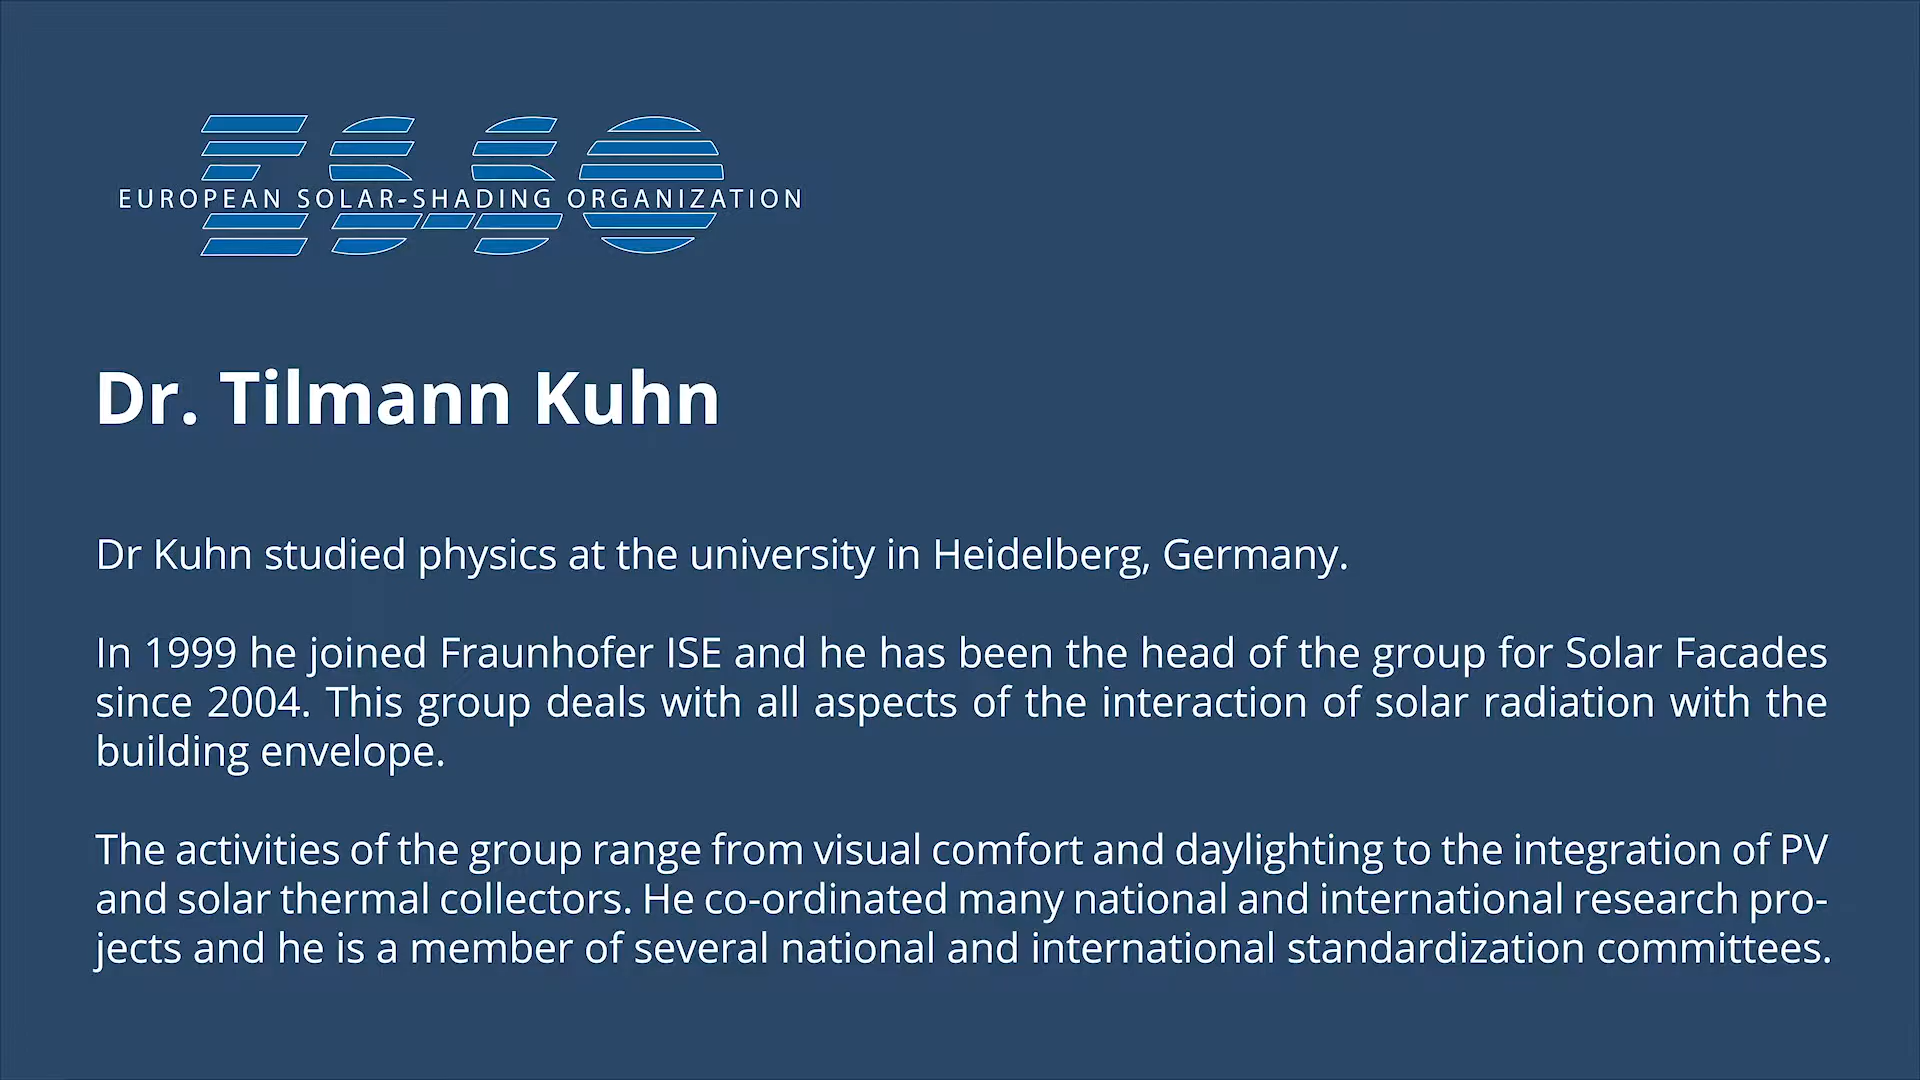 ES-SO
EUROPEAN SOLAR-SHADING ORGANIZATION
Dr. Tilmann Kuhn
Dr Kuhn studied physics at the university in Heidelberg, Germany.
In 1999 he joined Fraunhofer ISE and he has been the head of the group for Solar Facades
since 2004. This group deals with all aspects of the interaction of solar radiation with the
building envelope.
The activities of the group range from visual comfort and daylighting to the integration of PV
and solar thermal collectors. He co-ordinated many national and international research pro-
jects and he is a member of several national and international standardization committees.